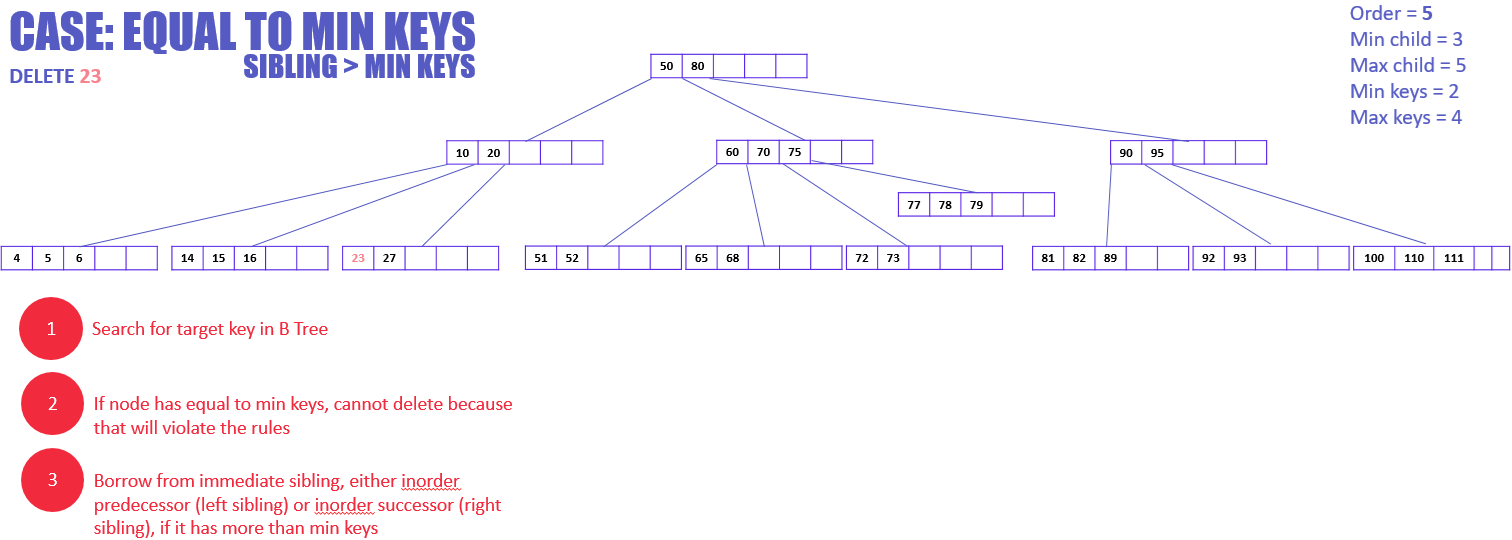 CASE: EQUAL TO MIN KEYS
SIBLING > MIN KEYS
DELETE 23
Order = 5
Min child = 3
Max child = 5
Min keys = 2
Max keys = 4
50 80
10 20
60 70 75
90 95
77 78 79
4 5 6
14 15 16
23 27
51 52
65 68
72 73
81 82 89
92 93
100 110 111
1 Search for target key in B Tree
2 If node has equal to min keys, cannot delete because
that will violate the rules
3 Borrow from immediate sibling, either inorder
predecessor (left sibling) or inorder successor (right
sibling), if it has more than min keys